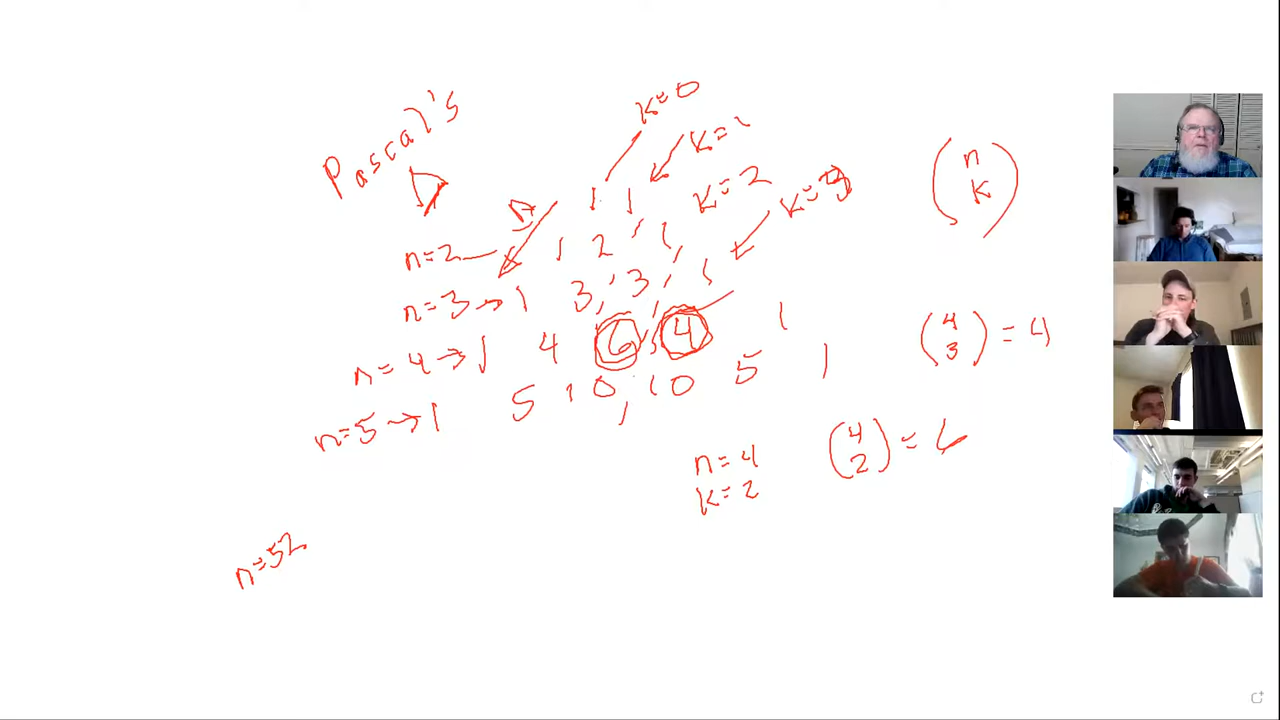 Pascal's
k=0
k=1
k=2
k=3
1 1
n=2 1 2 1
n=3 → 1 3 3 1
n=4 → 1 4 6 4 1
n=5 → 1 5 10 10 5 1
(n k)
(4 3) = 4
n=4
k=2
(4 2) = 6
n=52